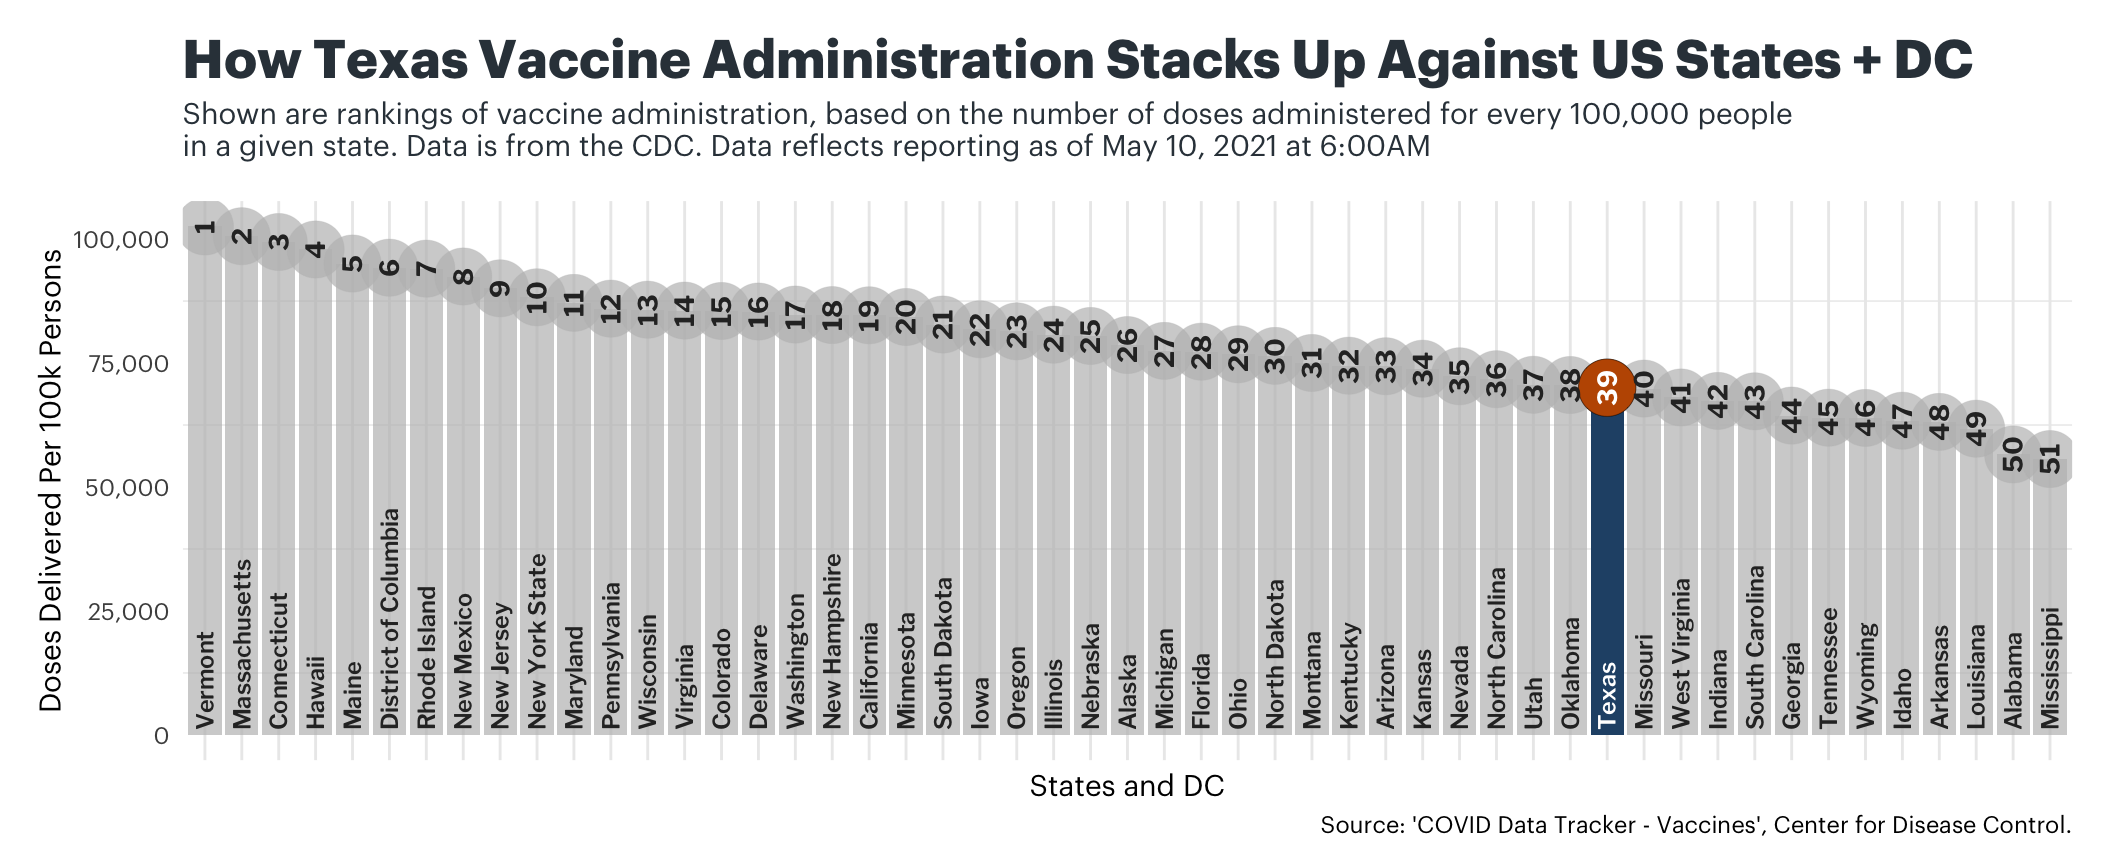 How Texas Vaccine Administration Stacks Up Against US States + DC
Shown are rankings of vaccine administration, based on the number of doses administered for every 100,000 people
in a given state. Data is from the CDC. Data reflects reporting as of May 10, 2021 at 6:00AM
Doses Delivered Per 100k Persons
100,000
75,000
50,000
25,000
0
1
2
3
4
5
6
7
8
9
10
11
12
13
14
15
16
17
18
19
20
21
22
23
24
25
26
27
28
29
30
31
32
33
34
35
36
37
38
39
40
41
42
43
44
45
46
47
48
49
50
51
Vermont
Massachusetts
Connecticut
Hawaii
Maine
District of Columbia
Rhode Island
New Mexico
New Jersey
New York State
Maryland
Pennsylvania
Wisconsin
Virginia
Colorado
Delaware
Washington
New Hampshire
California
Minnesota
South Dakota
Iowa
Oregon
Illinois
Nebraska
Alaska
Michigan
Florida
Ohio
North Dakota
Montana
Kentucky
Arizona
Kansas
Nevada
North Carolina
Utah
Oklahoma
Texas
Missouri
West Virginia
Indiana
South Carolina
Georgia
Tennessee
Wyoming
Idaho
Arkansas
Louisiana
Alabama
Mississippi
States and DC
Source: 'COVID Data Tracker - Vaccines', Center for Disease Control.